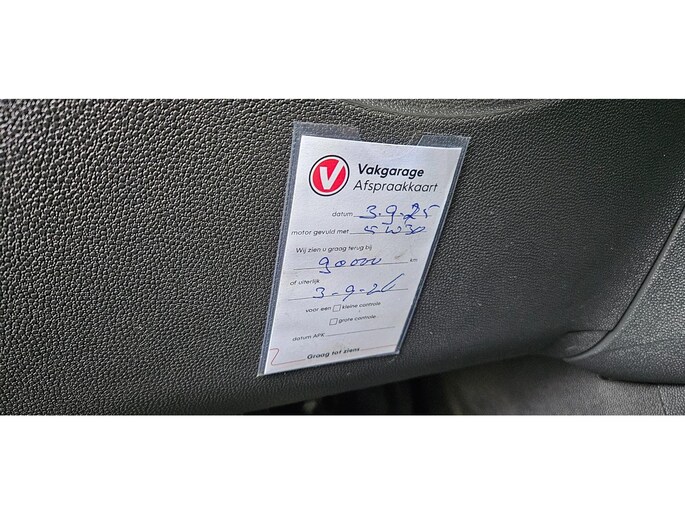 V Vakgarage
Afspraakkaart
datum 3.9.25
motor gevuld met 5W30
Wij zien u graag terug bij
90000 km
of uiterlijk
3-9-26
voor een kleine controle
grote controle
datum APK
Graag tot ziens